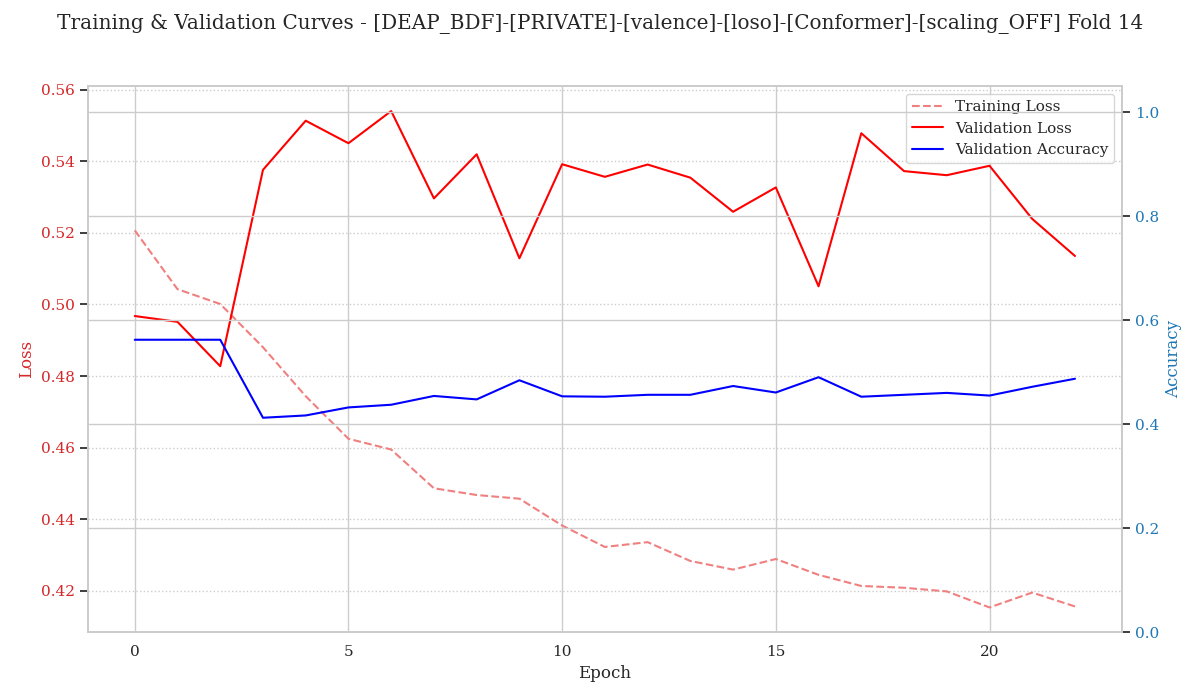 Training & Validation Curves - [DEAP_BDF]-[PRIVATE]-[valence]-[loso]-[Conformer]-[scaling_OFF] Fold 14
Training Loss
Validation Loss
Validation Accuracy
0.56
0.54
0.52
0.50
0.48
0.46
0.44
0.42
Loss
1.0
0.8
0.6
0.4
0.2
0.0
Accuracy
0
5
10
15
20
Epoch